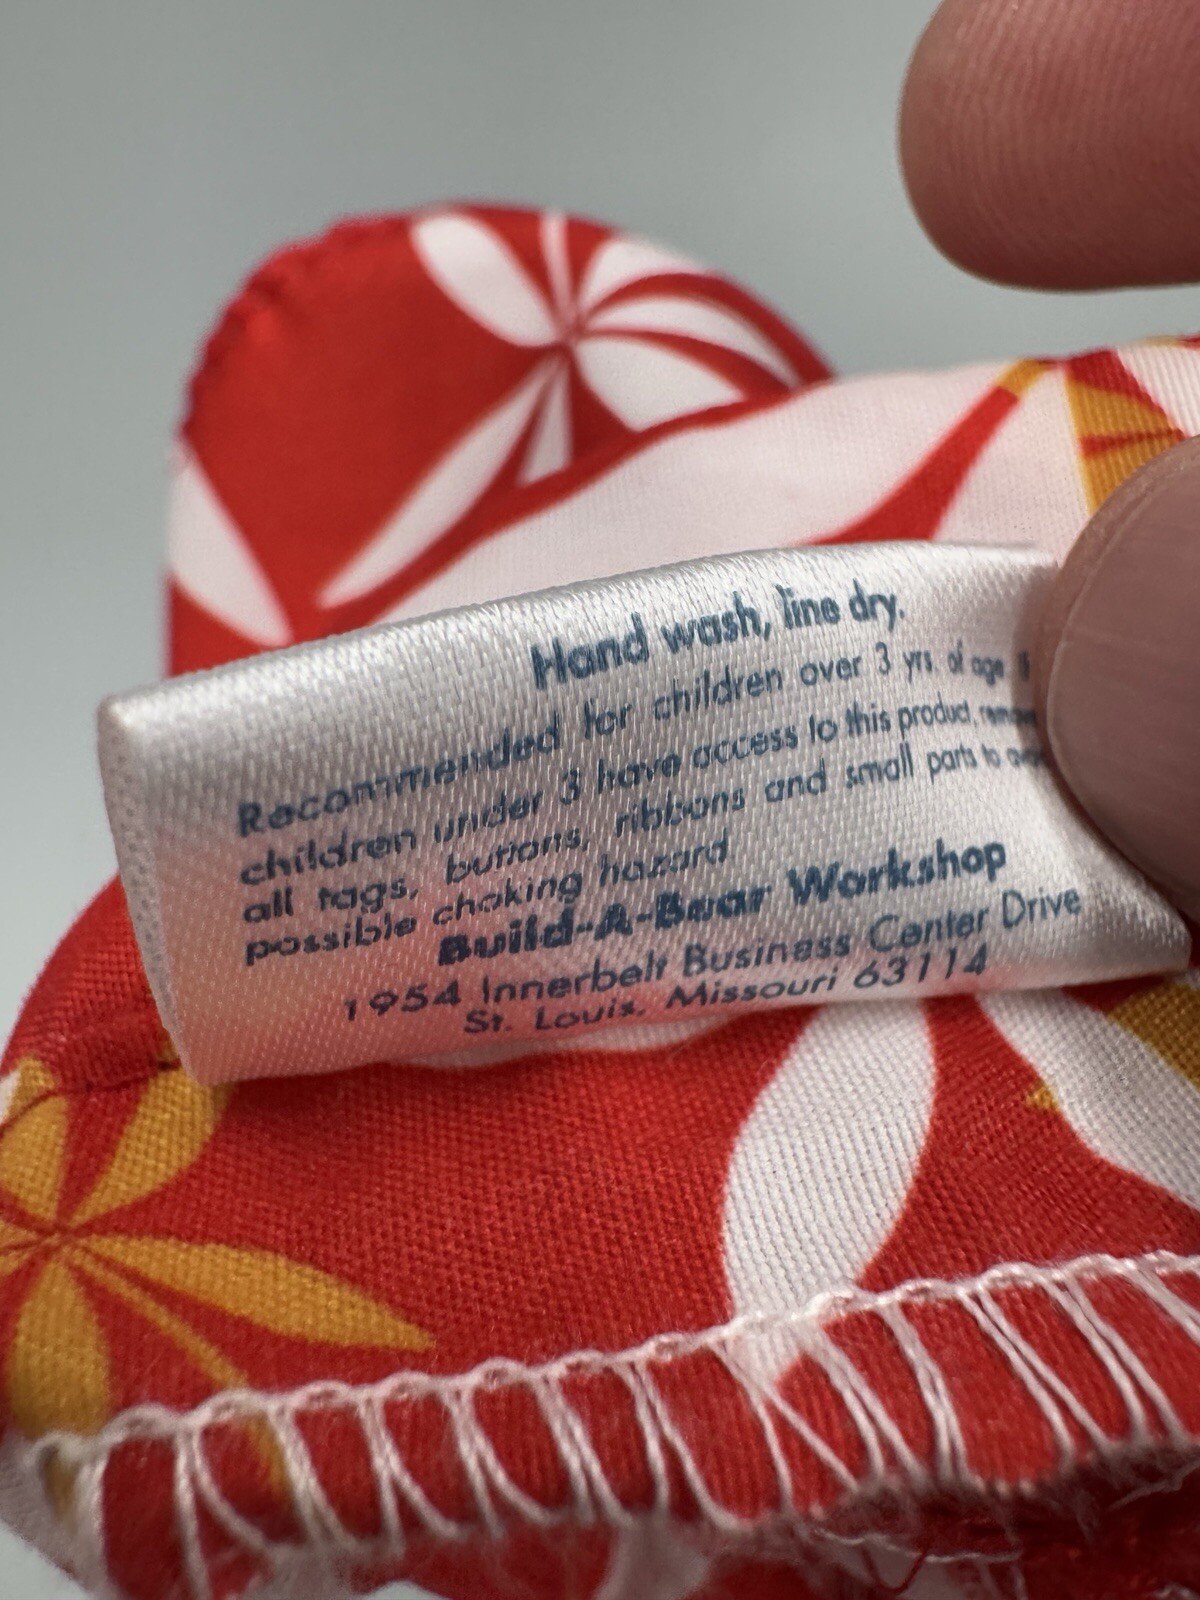 Hand wash, line dry.
Recommended for children over 3 yrs. of age. If
children under 3 have access to this product, remove
all tags, buttons, ribbons and small parts to
possible choking hazard.
Build-A-Bear Workshop
1954 Innerbelt Business Center Drive
St. Louis, Missouri 63114